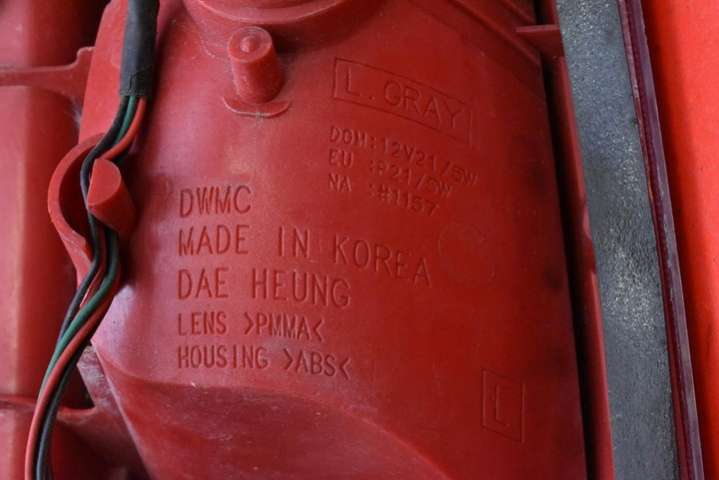 L. GRAY
DOM:12V21/5W
EU :P21/5W
NA :#1157
DWMC
MADE IN KOREA
DAE HEUNG
LENS >PMMA<
HOUSING >ABS<
L